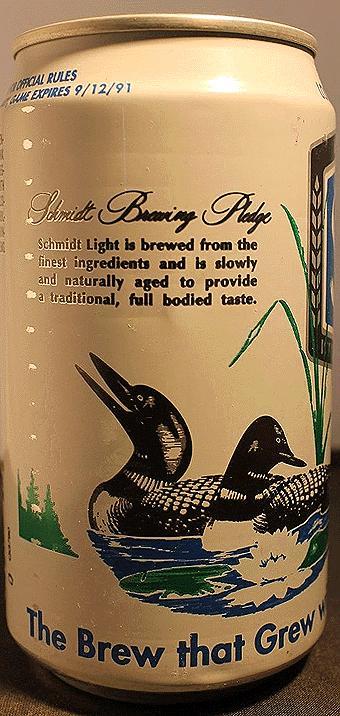 OFFICIAL RULES
GAME EXPIRES 9/12/91
Schmidt Brewing Pledge
Schmidt Light is brewed from the
finest ingredients and is slowly
and naturally aged to provide
a traditional, full bodied taste.
The Brew that Grew